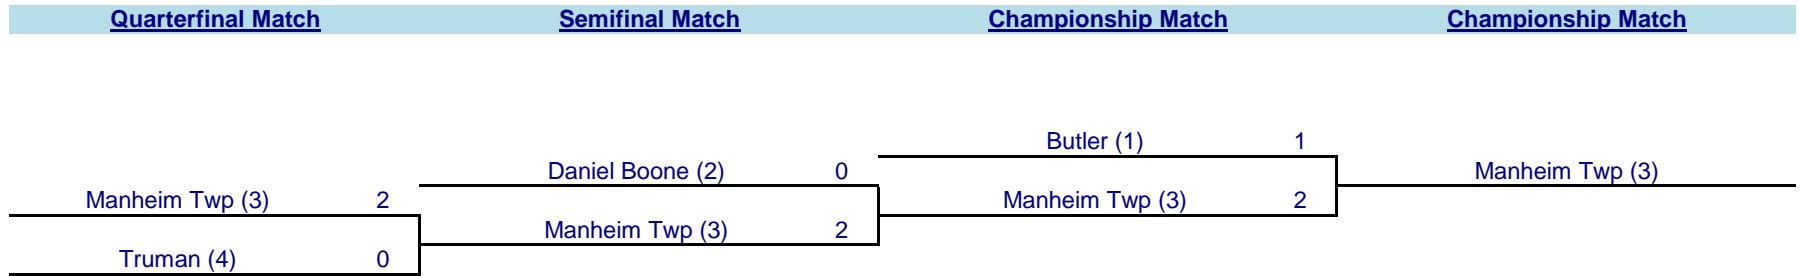 Quarterfinal Match Semifinal Match Championship Match Championship Match
Butler (1) 1
Daniel Boone (2) 0 Manheim Twp (3)
Manheim Twp (3) 2 Manheim Twp (3) 2
Manheim Twp (3) 2
Truman (4) 0